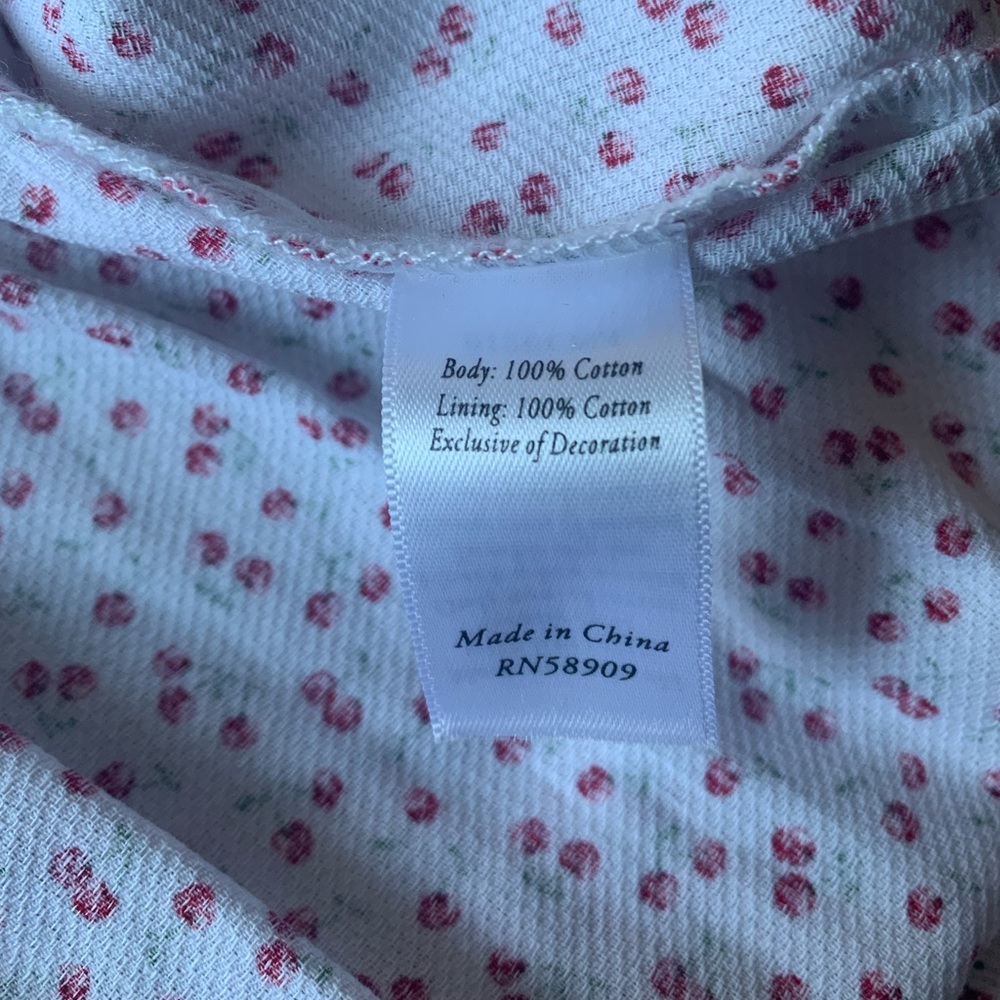 Body: 100% Cotton
Lining: 100% Cotton
Exclusive of Decoration
Made in China
RN58909